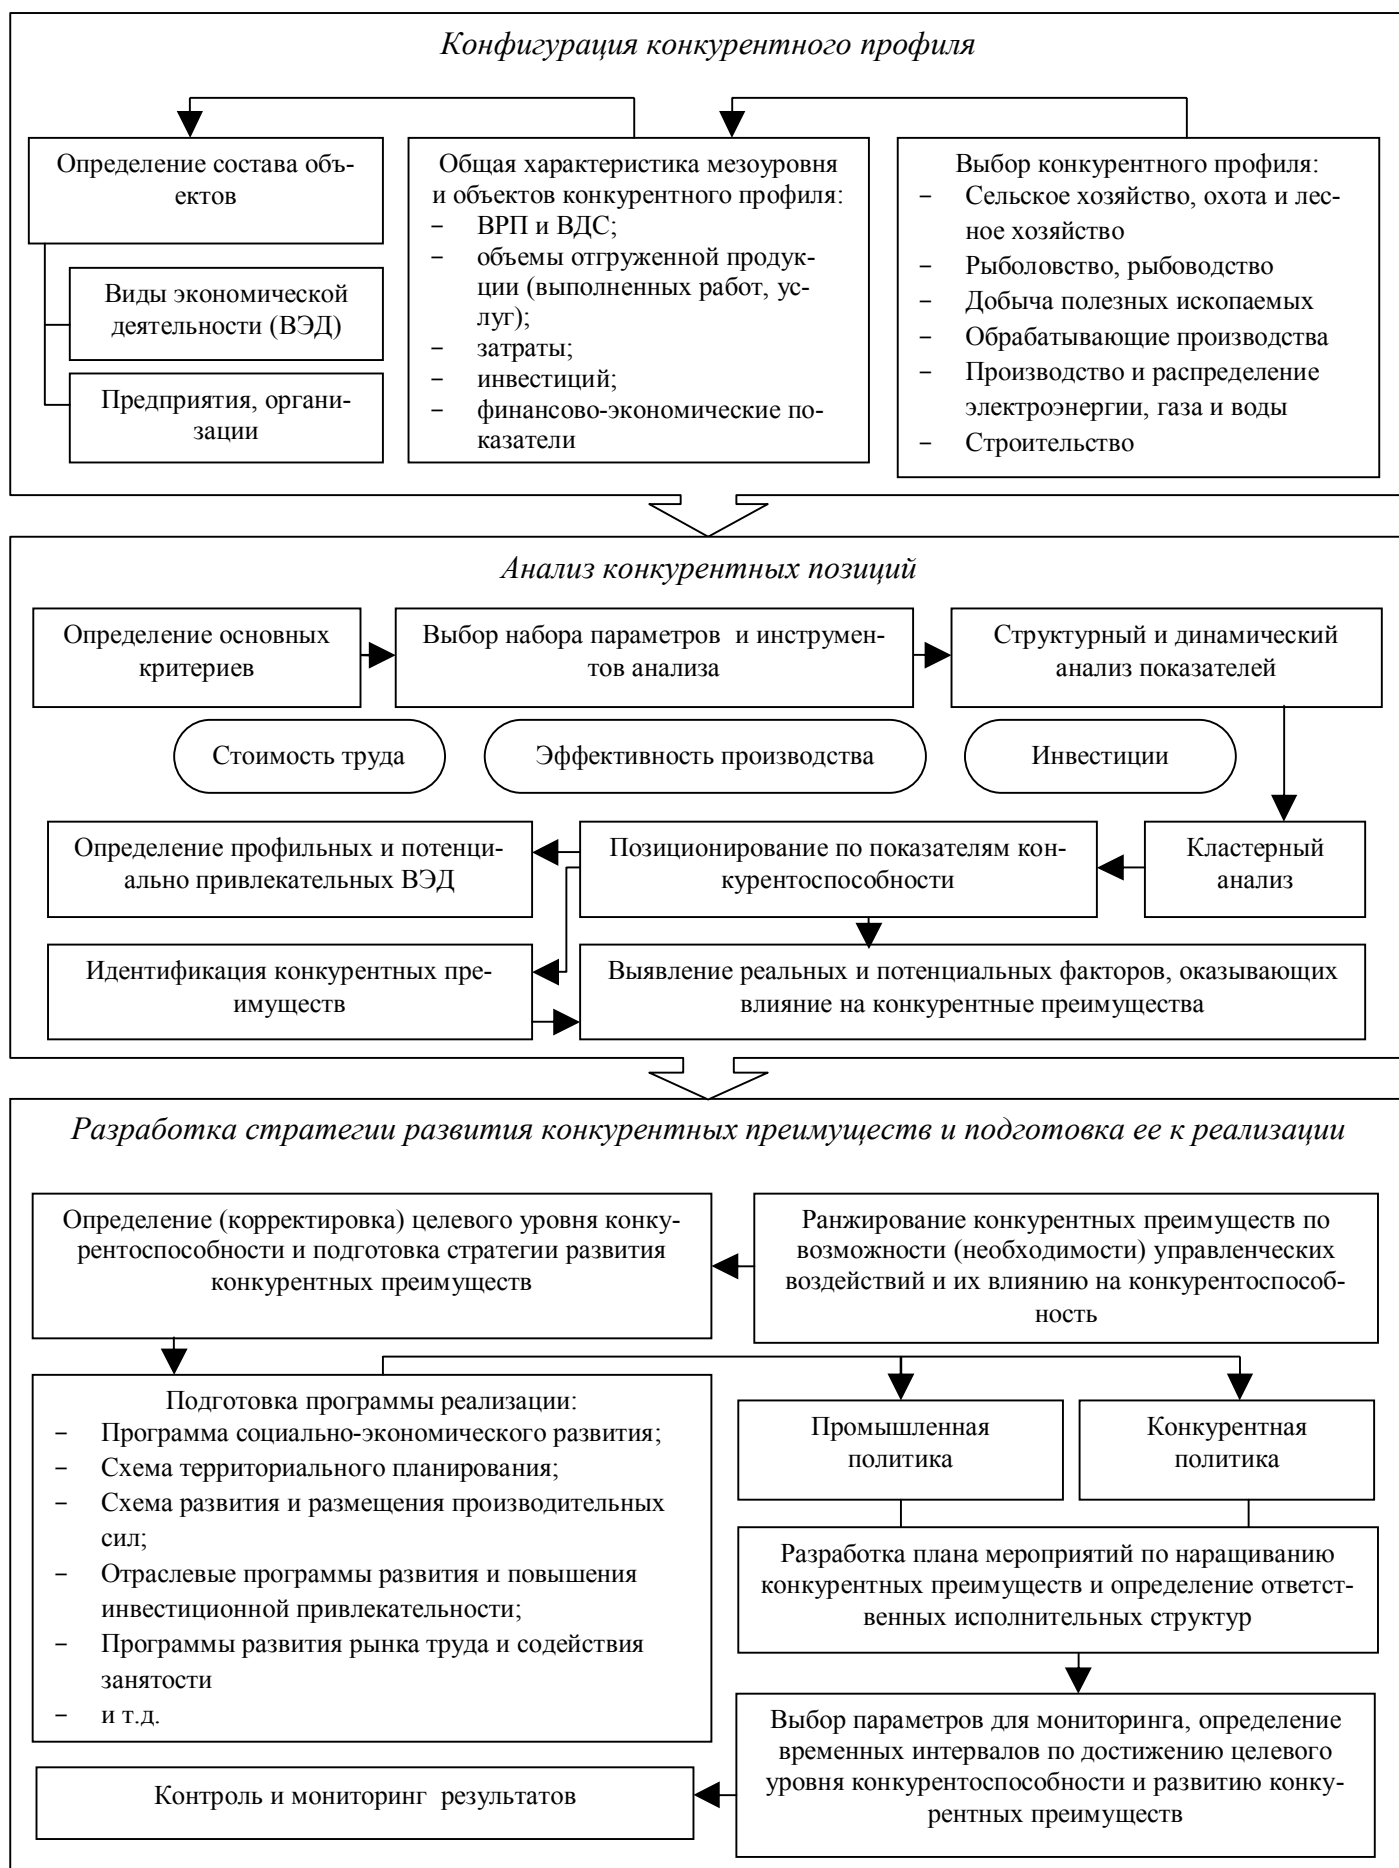 Конфигурация конкурентного профиля
Определение состава объ-
ектов
Виды экономической
деятельности (ВЭД)
Предприятия, органи-
зации
Общая характеристика мезоуровня
и объектов конкурентного профиля:
– ВРП и ВДС;
– объемы отгруженной продук-
ции (выполненных работ, ус-
луг);
– затраты;
– инвестиций;
– финансово-экономические по-
казатели
Выбор конкурентного профиля:
– Сельское хозяйство, охота и лес-
ное хозяйство
– Рыболовство, рыбоводство
– Добыча полезных ископаемых
– Обрабатывающие производства
– Производство и распределение
электроэнергии, газа и воды
– Строительство
Анализ конкурентных позиций
Определение основных
критериев
Выбор набора параметров и инструмен-
тов анализа
Структурный и динамический
анализ показателей
Стоимость труда
Эффективность производства
Инвестиции
Определение профильных и потенци-
ально привлекательных ВЭД
Позиционирование по показателям кон-
курентоспособности
Кластерный
анализ
Идентификация конкурентных пре-
имуществ
Выявление реальных и потенциальных факторов, оказывающих
влияние на конкурентные преимущества
Разработка стратегии развития конкурентных преимуществ и подготовка ее к реализации
Определение (корректировка) целевого уровня конку-
рентоспособности и подготовка стратегии развития
конкурентных преимуществ
Ранжирование конкурентных преимуществ по
возможности (необходимости) управленческих
воздействий и их влиянию на конкурентоспособ-
ность
Подготовка программы реализации:
– Программа социально-экономического развития;
– Схема территориального планирования;
– Схема развития и размещения производительных
сил;
– Отраслевые программы развития и повышения
инвестиционной привлекательности;
– Программы развития рынка труда и содействия
занятости
– и т.д.
Промышленная
политика
Конкурентная
политика
Разработка плана мероприятий по наращиванию
конкурентных преимуществ и определение ответст-
венных исполнительных структур
Выбор параметров для мониторинга, определение
временных интервалов по достижению целевого
уровня конкурентоспособности и развитию конку-
рентных преимуществ
Контроль и мониторинг результатов